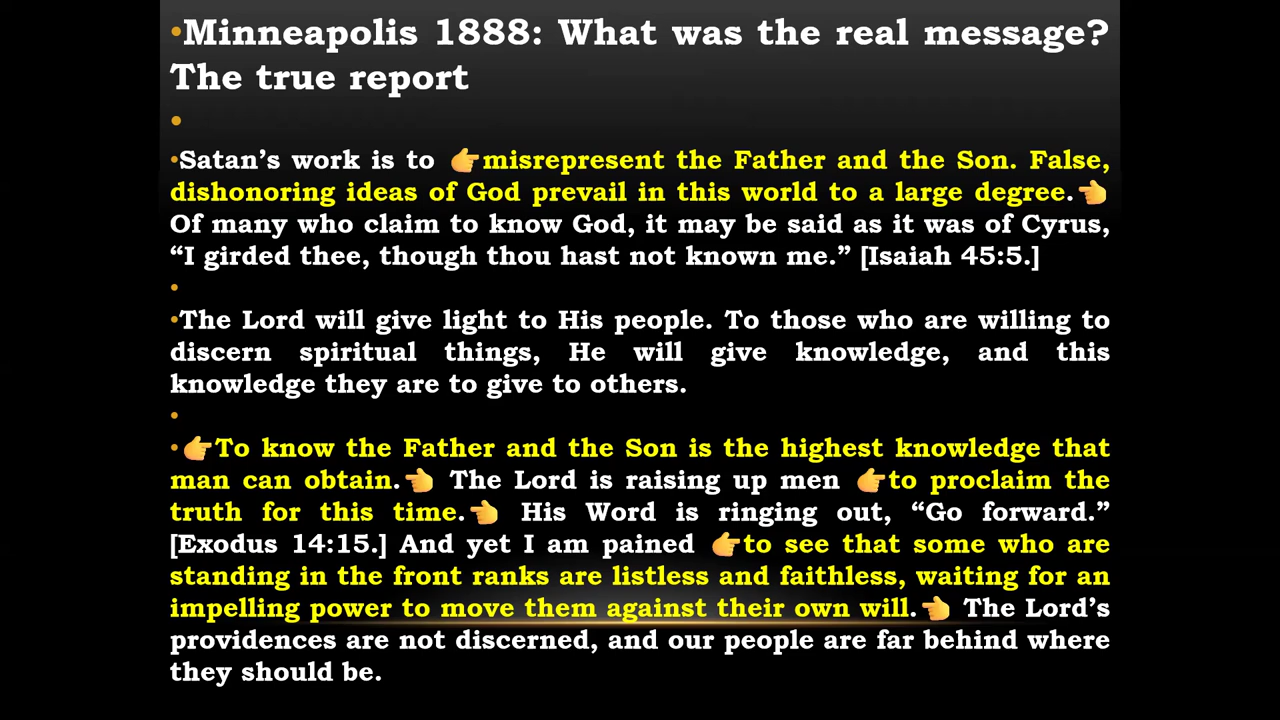 •Minneapolis 1888: What was the real message?
The true report
•
•Satan’s work is to 👉misrepresent the Father and the Son. False,
dishonoring ideas of God prevail in this world to a large degree.👈
Of many who claim to know God, it may be said as it was of Cyrus,
“I girded thee, though thou hast not known me.” [Isaiah 45:5.]
•
•The Lord will give light to His people. To those who are willing to
discern spiritual things, He will give knowledge, and this
knowledge they are to give to others.
•
•👉To know the Father and the Son is the highest knowledge that
man can obtain.👈 The Lord is raising up men 👉to proclaim the
truth for this time.👈 His Word is ringing out, “Go forward.”
[Exodus 14:15.] And yet I am pained 👉to see that some who are
standing in the front ranks are listless and faithless, waiting for an
impelling power to move them against their own will.👈 The Lord’s
providences are not discerned, and our people are far behind where
they should be.